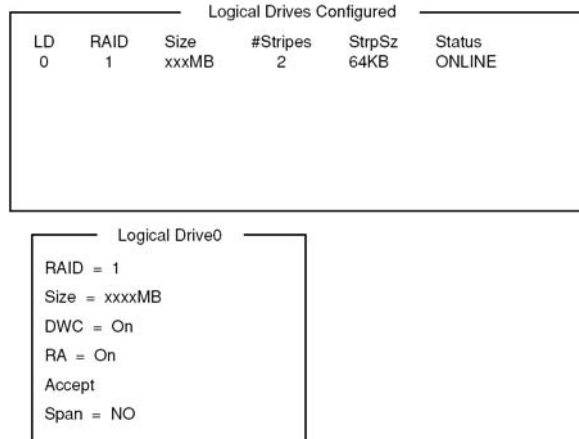 Logical Drives Configured
LD RAID Size #Stripes StrpSz Status
0 1 xxxMB 2 64KB ONLINE
Logical Drive0
RAID = 1
Size = xxxxMB
DWC = On
RA = On
Accept
Span = NO